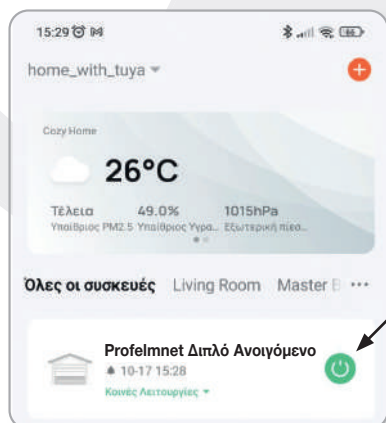 15:29
home_with_tuya
Cozy Home
26°C
Τέλεια 49.0% 1015hPa
Υπαίθριος PM2.5 Υπαίθριος Υγρα... Εξωτερική πίεσ...
Όλες οι συσκευές Living Room Master B
Profelmnet Διπλό Ανοιγόμενο
10-17 15:28
Κοινές Λειτουργίες